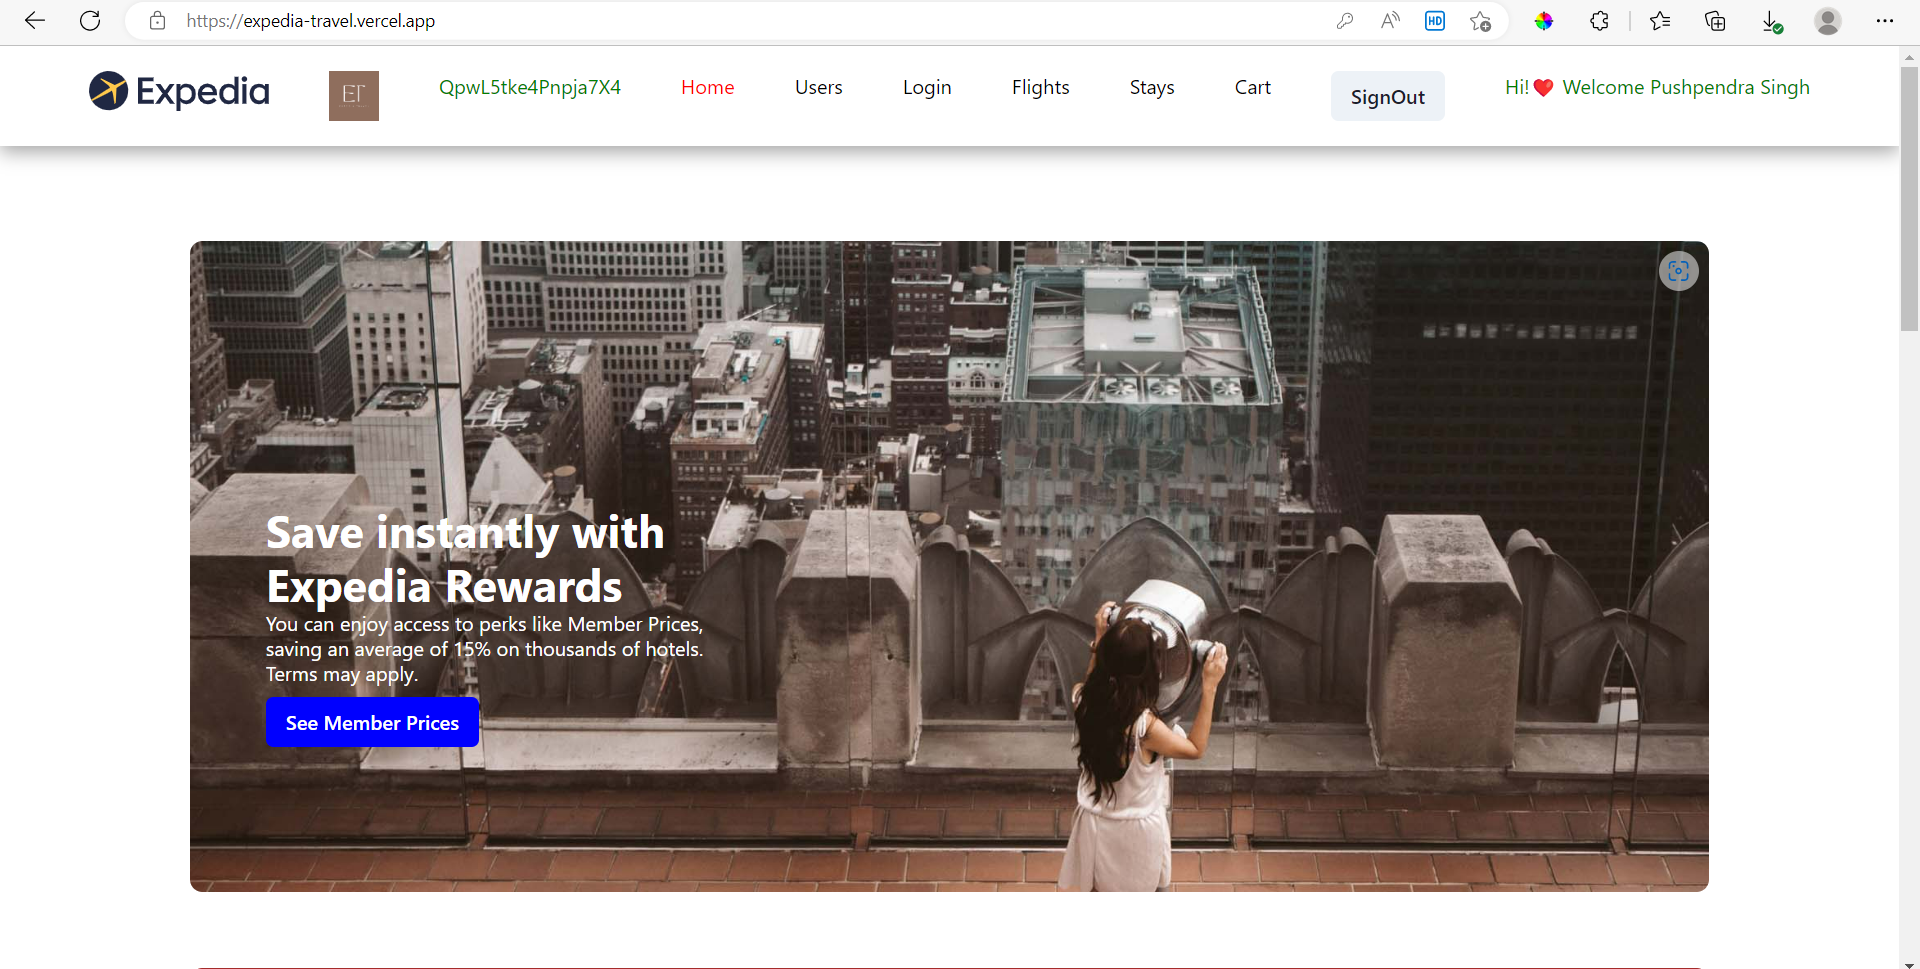 https://expedia-travel.vercel.app
HD
Expedia
QpwL5tke4Pnpja7X4
Home
Users
Login
Flights
Stays
Cart
SignOut
Hi!❤️ Welcome Pushpendra Singh
Save instantly with
Expedia Rewards
You can enjoy access to perks like Member Prices,
saving an average of 15% on thousands of hotels.
Terms may apply.
See Member Prices